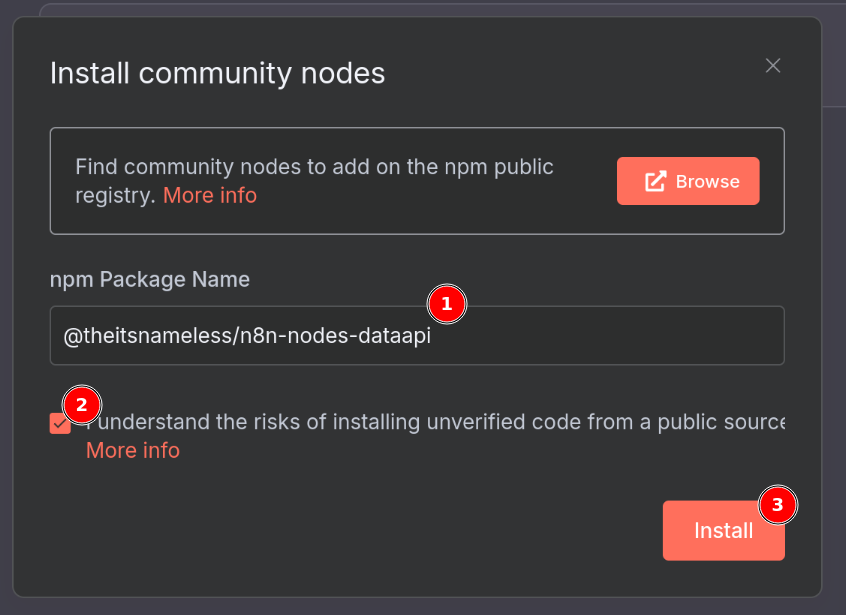 Install community nodes
Find community nodes to add on the npm public
registry. More info
Browse
npm Package Name
1
@theitsnameless/n8n-nodes-dataapi
2
I understand the risks of installing unverified code from a public source
More info
3
Install